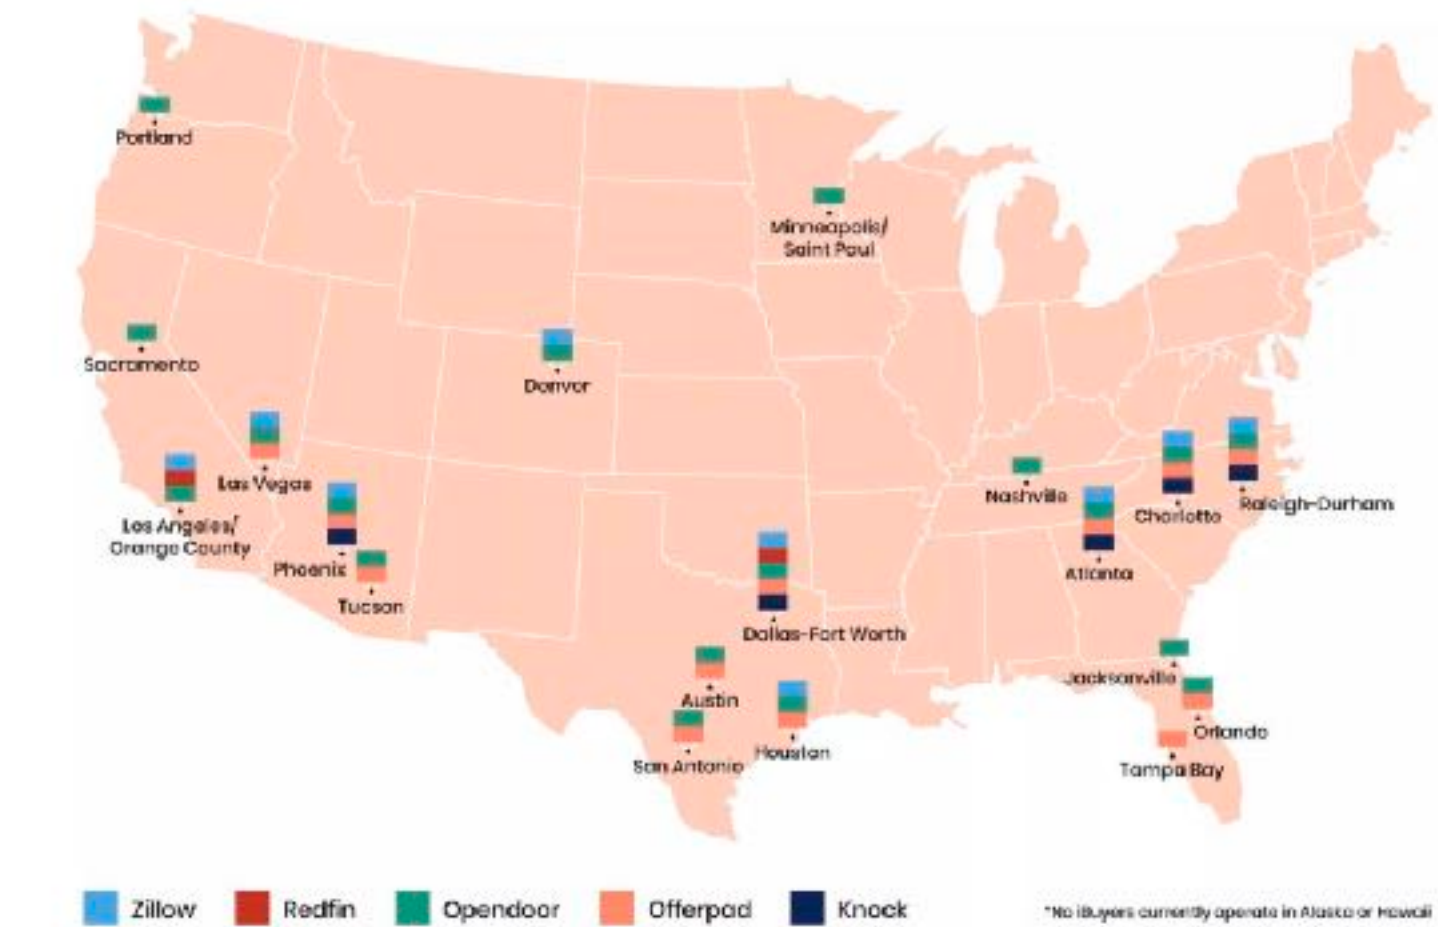 Portland
Minneapolis/
Saint Paul
Sacramento
Denver
Las Vegas
Los Angeles/
Orange County
Phoenix
Tucson
Nashville
Charlotte
Raleigh-Durham
Atlanta
Dallas-Fort Worth
Austin
San Antonio
Houston
Jacksonville
Orlando
Tampa Bay
Zillow
Redfin
Opendoor
Offerpad
Knock
*No iBuyers currently operate in Alaska or Hawaii